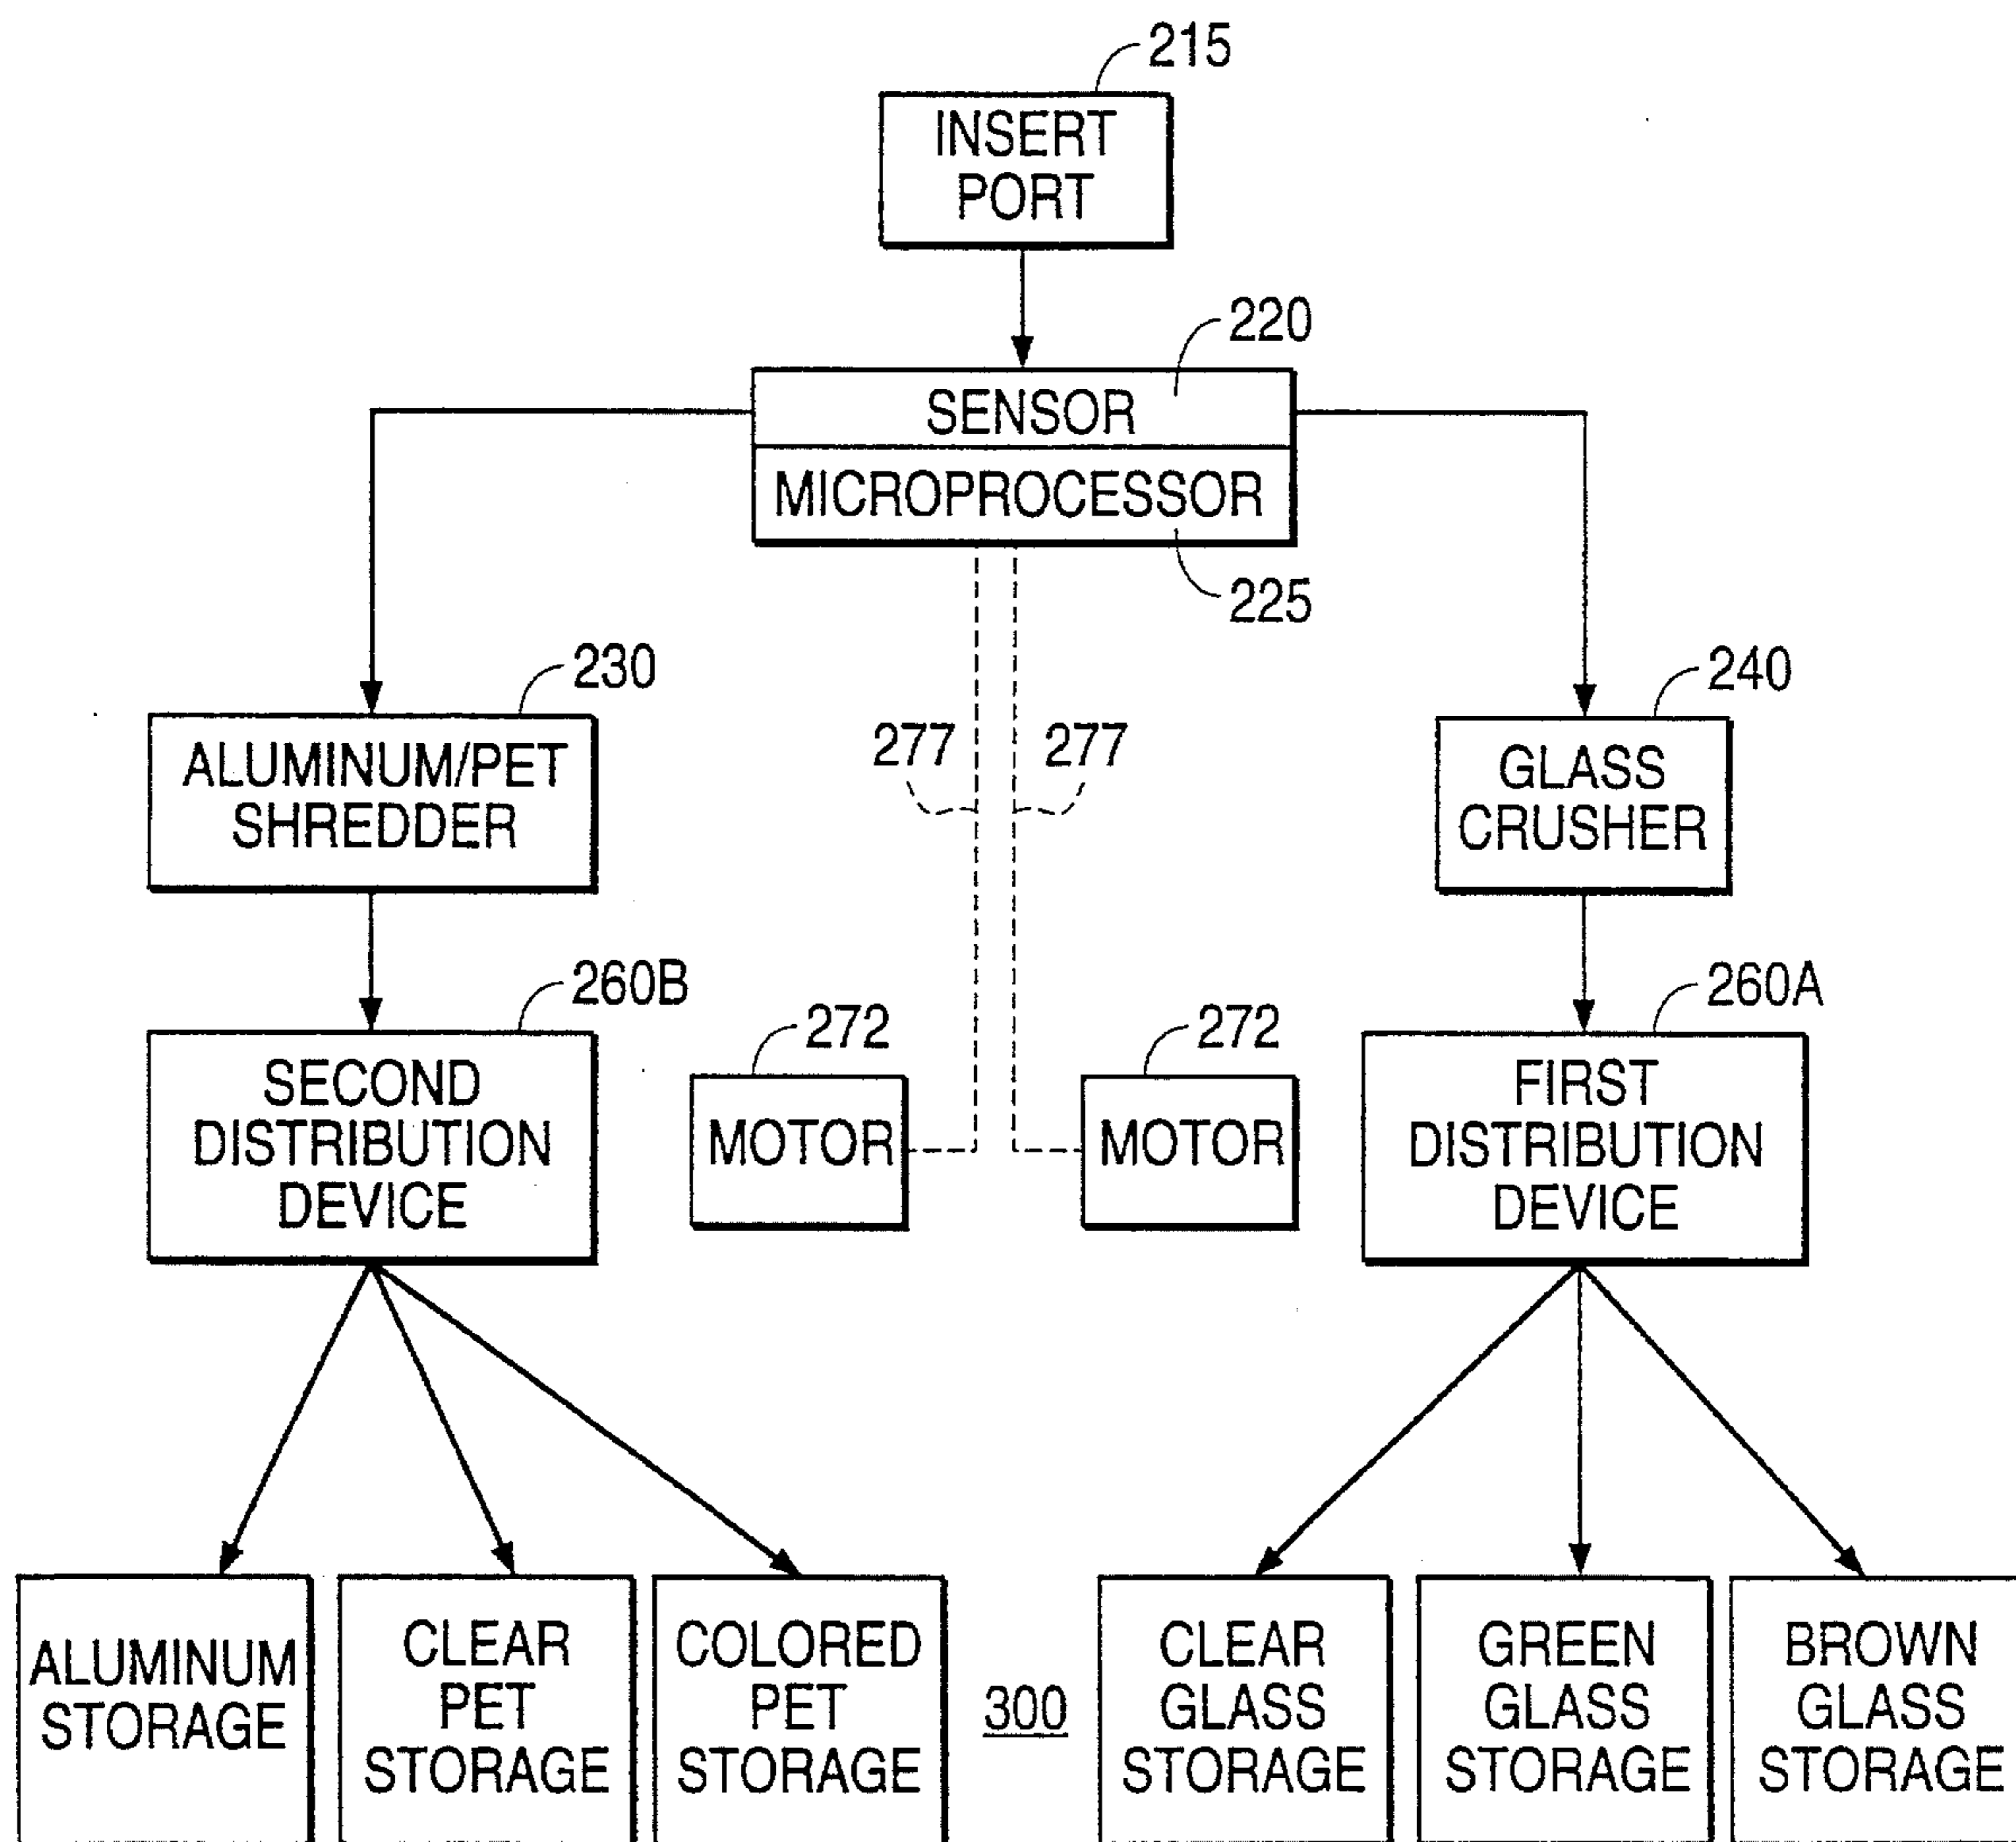 215
INSERT
PORT
220
SENSOR
MICROPROCESSOR
225
230
240
ALUMINUM/PET
SHREDDER
277
277
GLASS
CRUSHER
260B
272
272
260A
SECOND
DISTRIBUTION
DEVICE
MOTOR
MOTOR
FIRST
DISTRIBUTION
DEVICE
ALUMINUM
STORAGE
CLEAR
PET
STORAGE
COLORED
PET
STORAGE
300
CLEAR
GLASS
STORAGE
GREEN
GLASS
STORAGE
BROWN
GLASS
STORAGE